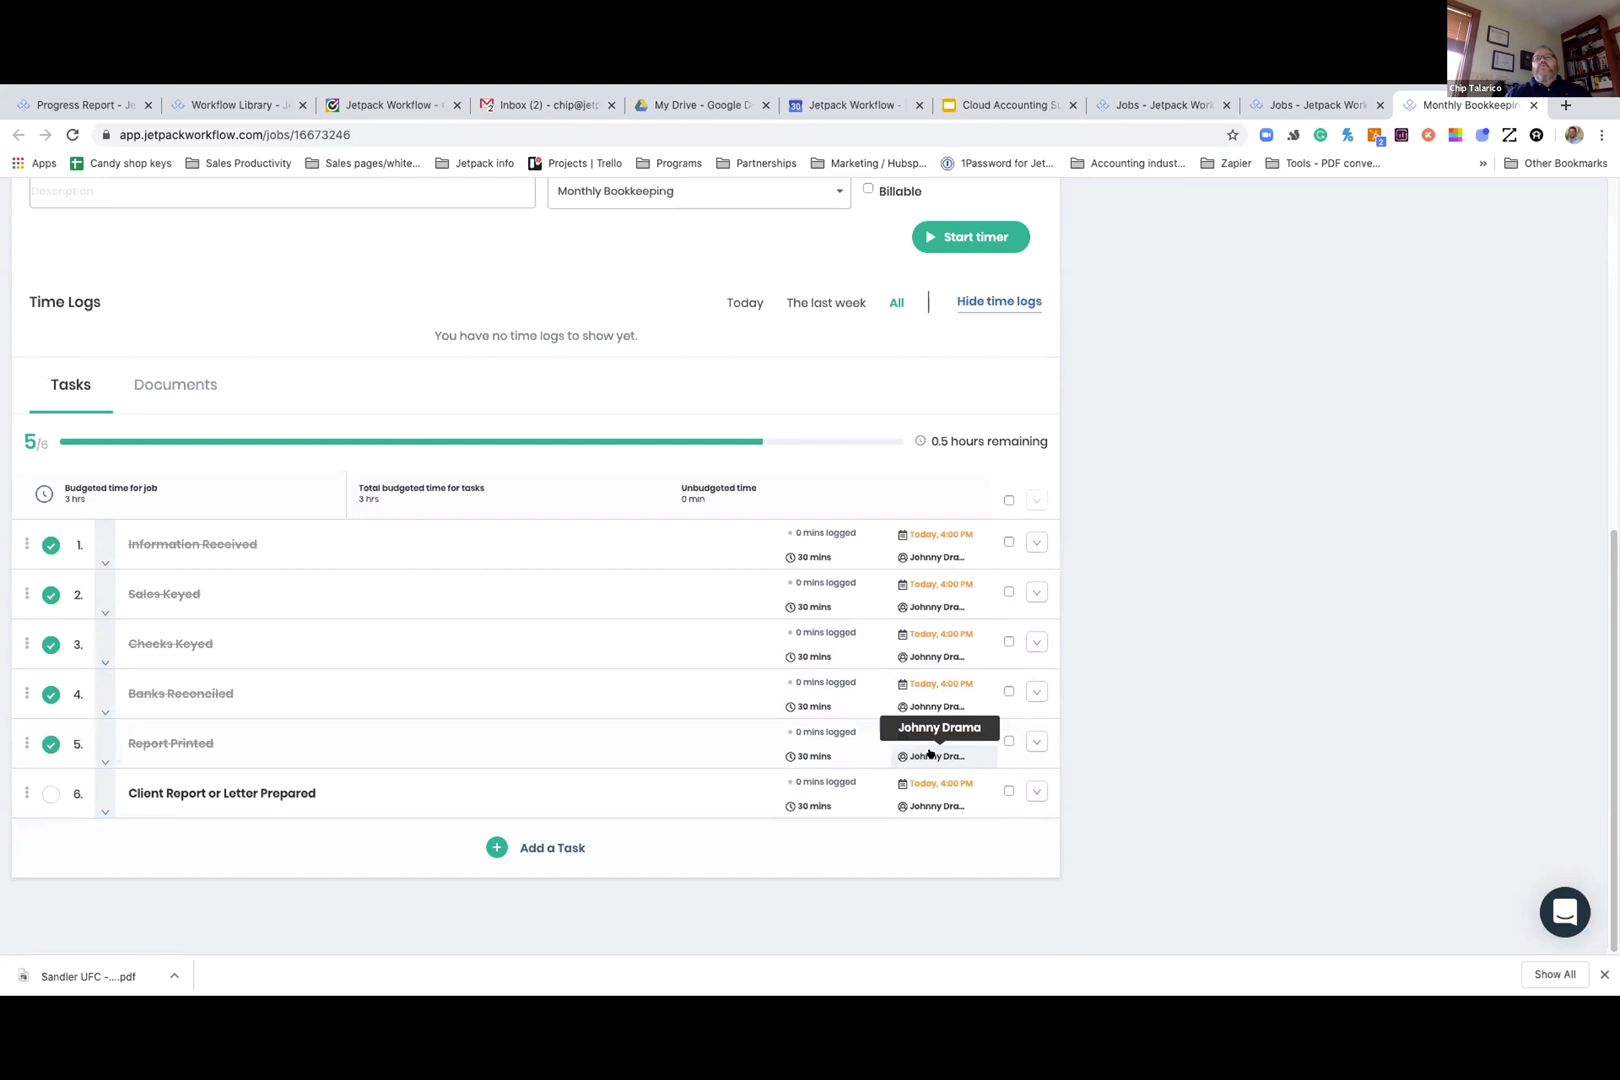 Chip Talarico
Progress Report - Je
Workflow Library - J
Jetpack Workflow - C
Inbox (2) - chip@jetp
My Drive - Google D
30
Jetpack Workflow -
Cloud Accounting Su
Jobs - Jetpack Work
Jobs - Jetpack Work
Monthly Bookkeepin
app.jetpackworkflow.com/jobs/16673246
2
Apps
Candy shop keys
Sales Productivity
Sales pages/white...
Jetpack info
Projects | Trello
Programs
Partnerships
Marketing / Hubsp...
1Password for Jet...
Accounting indust...
Zapier
Tools - PDF conve...
»
Other Bookmarks
Description
Monthly Bookkeeping
Billable
Start timer
Time Logs
Today
The last week
All
Hide time logs
You have no time logs to show yet.
Tasks
Documents
5/6
0.5 hours remaining
Budgeted time for job
3 hrs
Total budgeted time for tasks
3 hrs
Unbudgeted time
0 min
1.
Information Received
0 mins logged
30 mins
Today, 4:00 PM
Johnny Dra...
2.
Sales Keyed
0 mins logged
30 mins
Today, 4:00 PM
Johnny Dra...
3.
Checks Keyed
0 mins logged
30 mins
Today, 4:00 PM
Johnny Dra...
4.
Banks Reconciled
0 mins logged
30 mins
Today, 4:00 PM
Johnny Dra...
5.
Report Printed
0 mins logged
30 mins
Johnny Drama
Johnny Dra...
6.
Client Report or Letter Prepared
0 mins logged
30 mins
Today, 4:00 PM
Johnny Dra...
Add a Task
Sandler UFC -....pdf
Show All